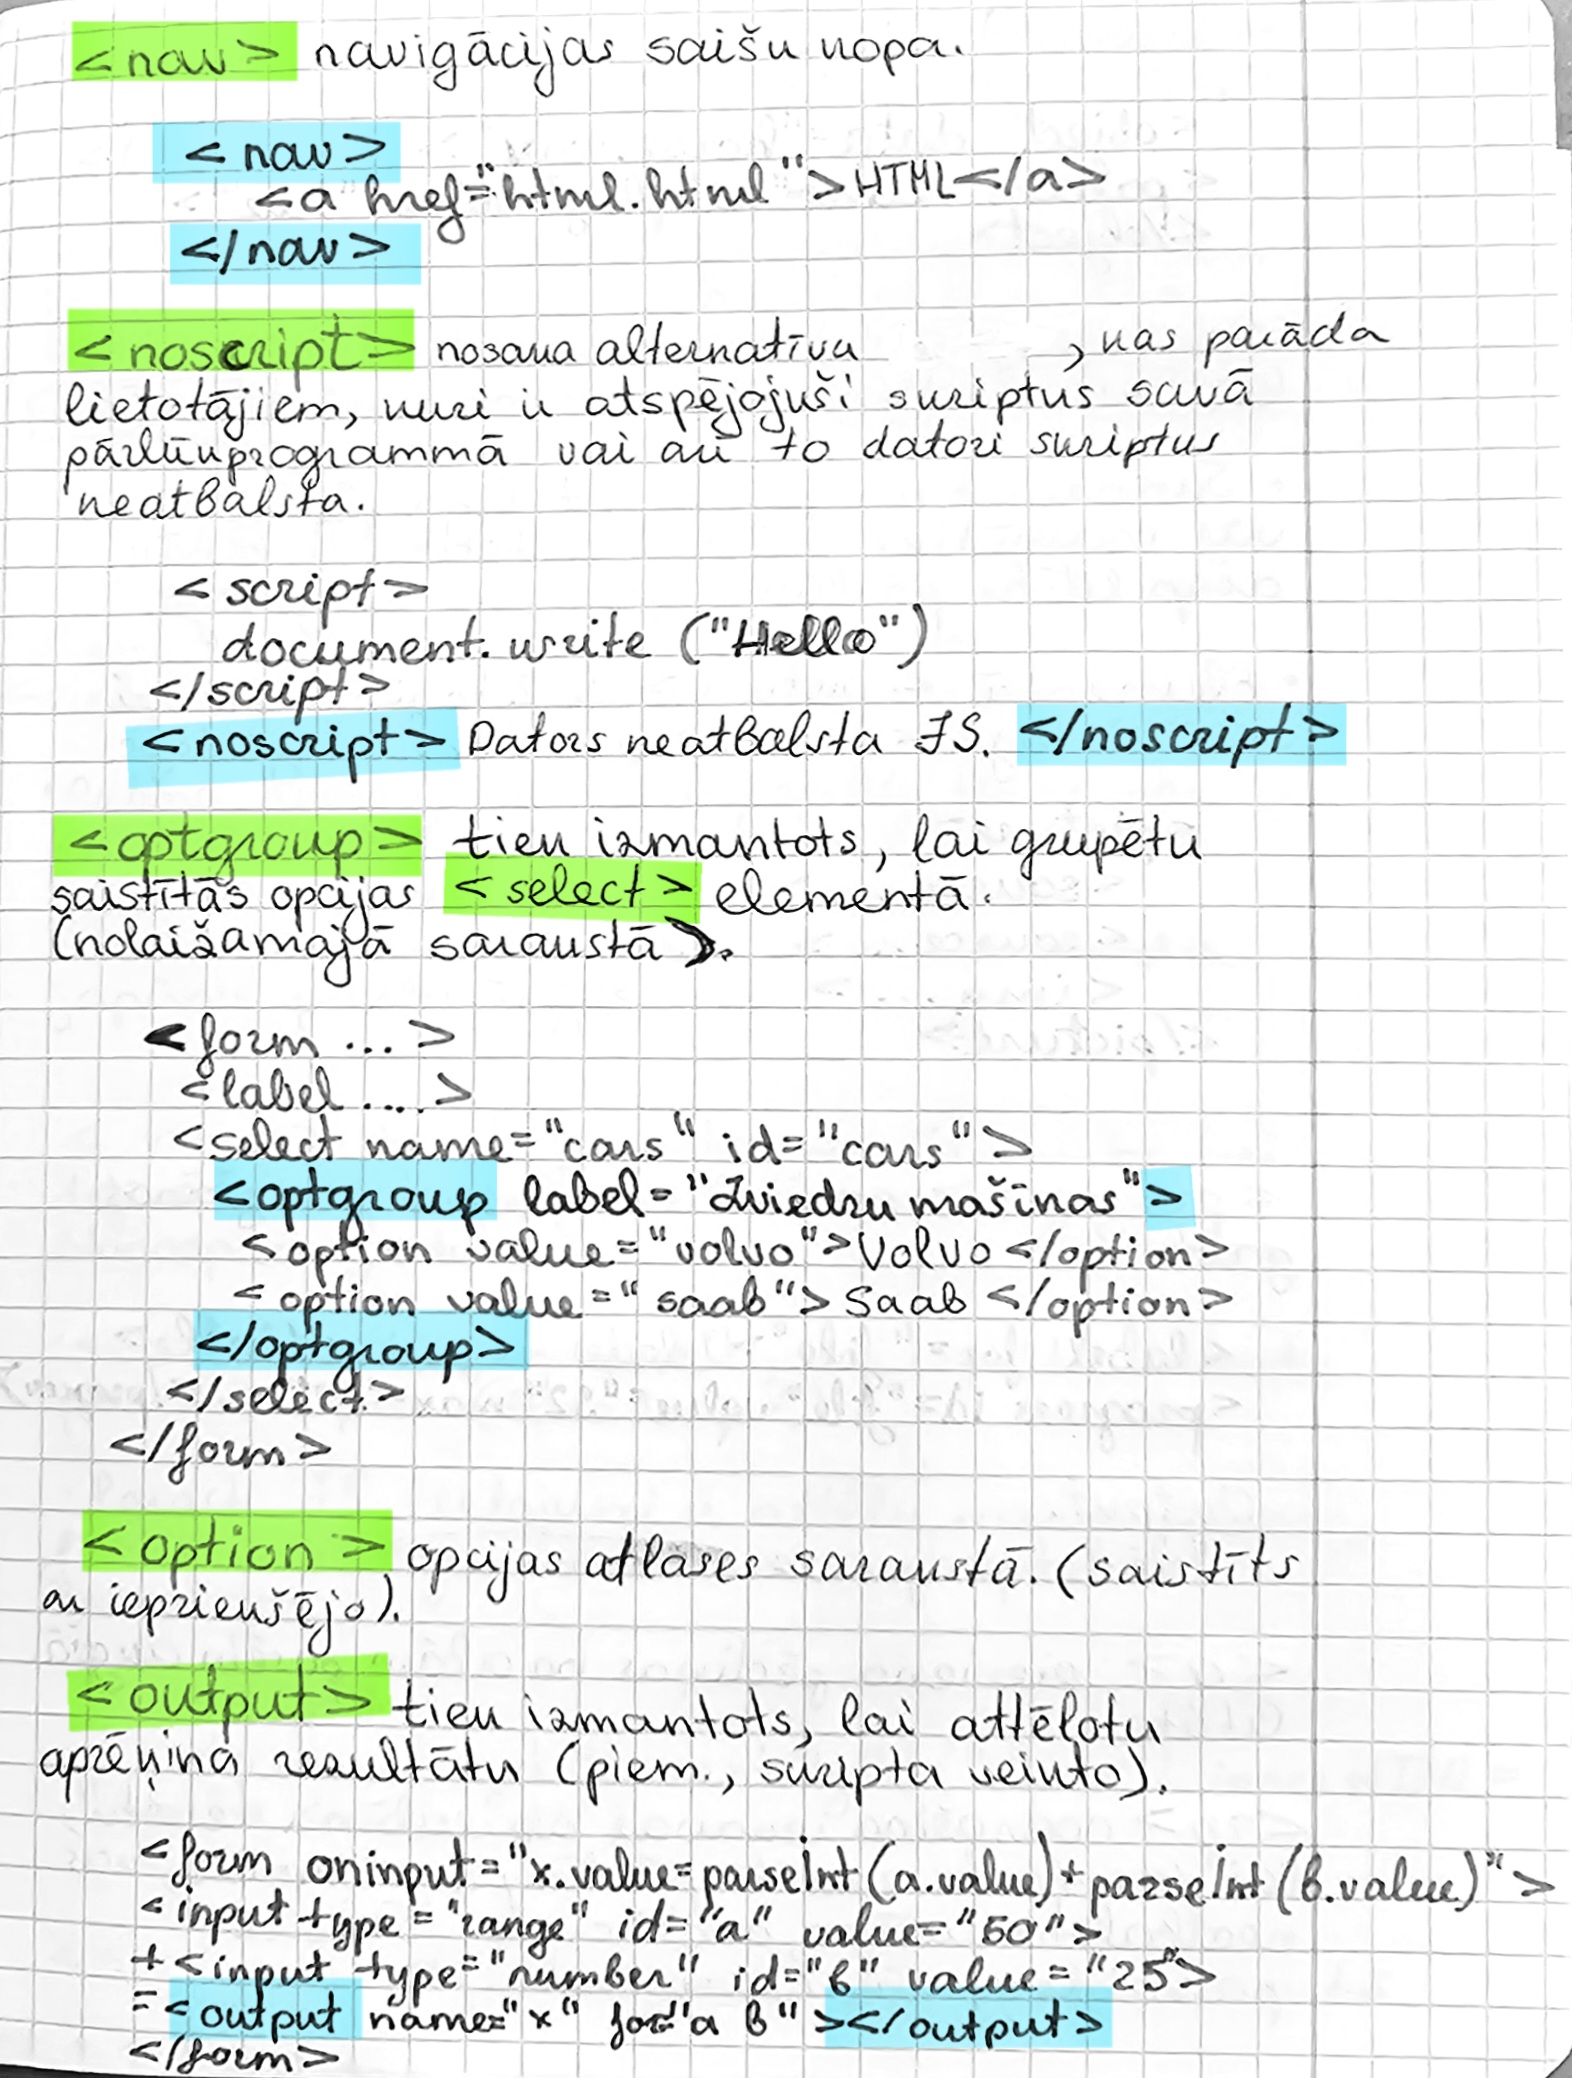 <nav> navigācijas saišu kopa.
<nav>
<a href="html.html">HTML</a>
</nav>
<noscript> nosaka alternatīvu , kas parāda
lietotājiem, kuri ir atspējojuši skriptus savā
pārlūkprogrammā vai arī to datori skriptus
neatbalsta.
<script>
document.write ("Hello")
</script>
<noscript> Dators neatbalsta JS. </noscript>
<optgroup> tiek izmantots, lai grupētu
saistītās opcijas <select> elementā.
(nolaižamajā sarakstā).
<form ...>
<label ....>
<select name="cars" id="cars">
<optgroup label="Zviedru mašīnas">
<option value="volvo">Volvo </option>
<option value="saab">Saab </option>
</optgroup>
</select>
</form>
<option> opcijas atlases sarakstā. (saistīts
ar iepriekšējo).
<output> tiek izmantots, lai attēlotu
aprēķina rezultātu (piem., skripta veikto).
<form oninput="x.value=parseInt(a.value)+parseInt(b.value)">
<input type="range" id="a" value="50">
+<input type="number" id="b" value="25">
=<output name="x" for="a b"></output>
</form>